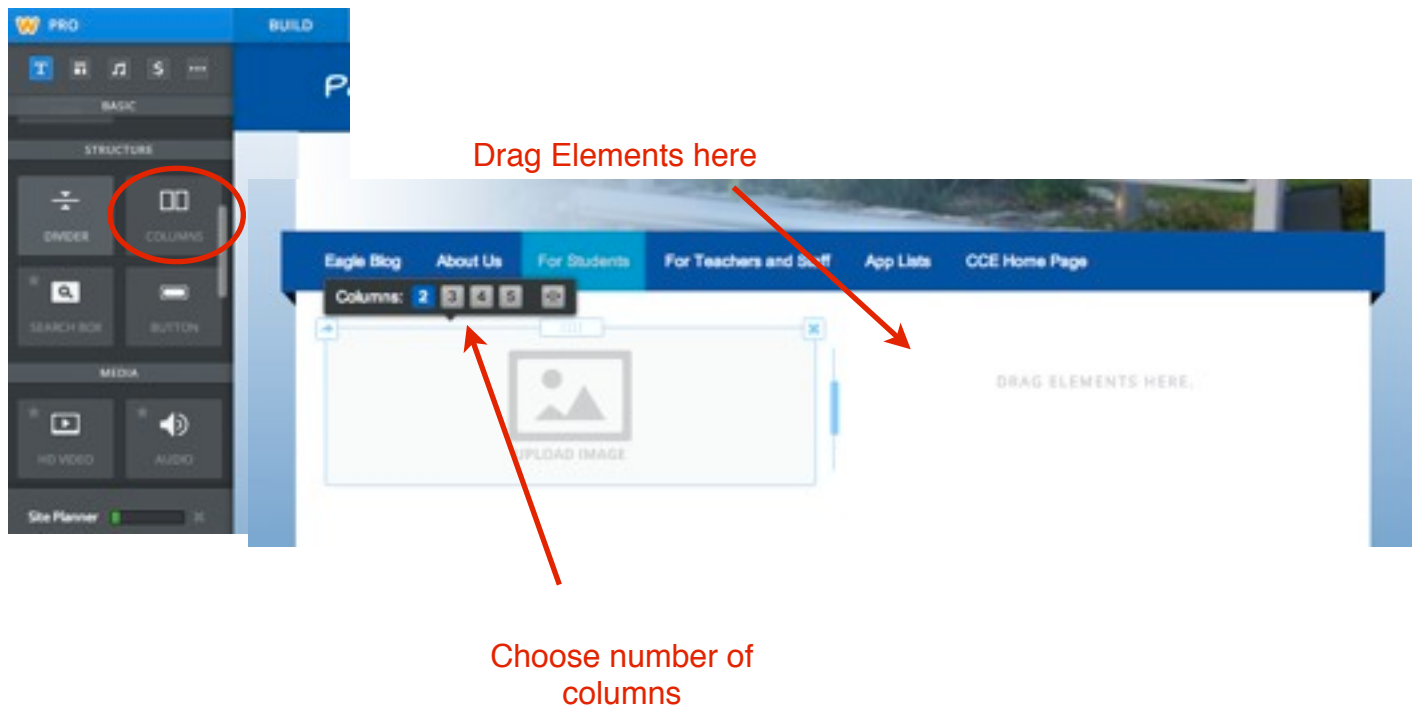 PRO
BUILD
BASIC
STRUCTURE
DIVIDER
COLUMNS
SEARCH BOX
BUTTON
MEDIA
HD VIDEO
AUDIO
Site Planner
Drag Elements here
Eagle Blog About Us For Students For Teachers and Staff App Lists CCE Home Page
Columns: 2 3 4 5
UPLOAD IMAGE
DRAG ELEMENTS HERE.
Choose number of
columns